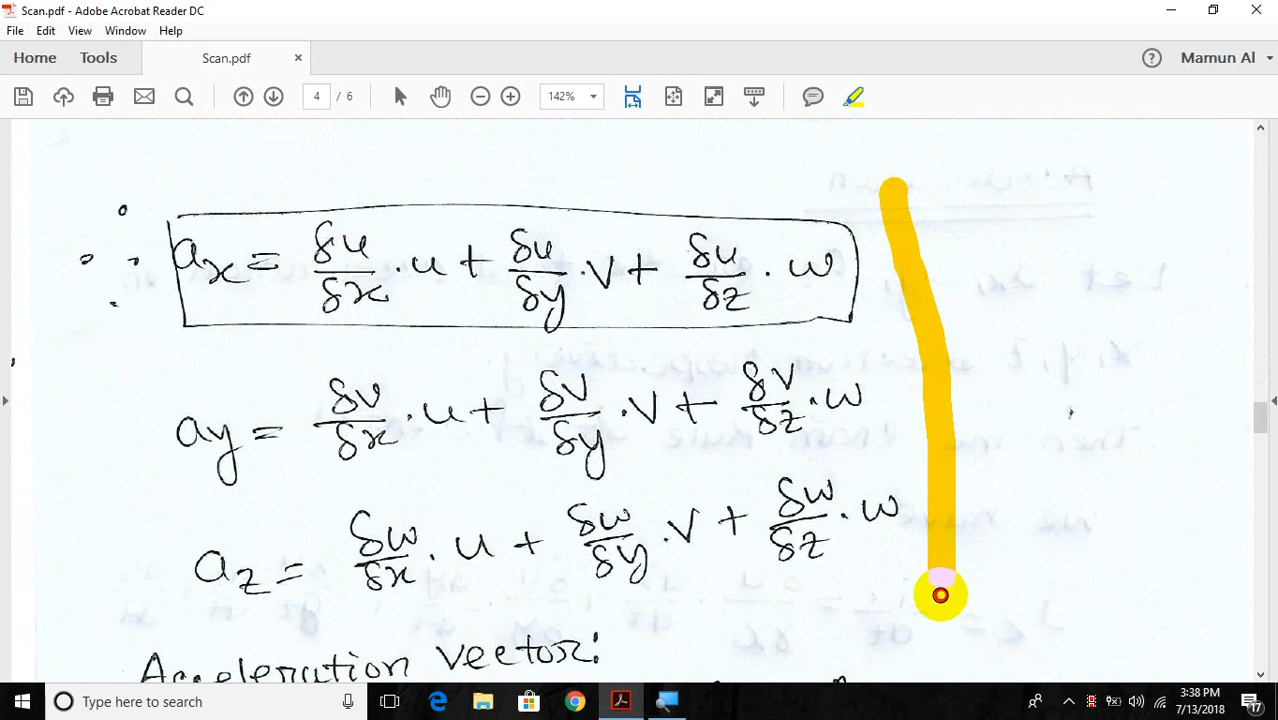 Scan.pdf - Adobe Acrobat Reader DC
File Edit View Window Help
Home Tools Scan.pdf × Mamun Al
4 / 6 142%
∴ ax = δu/δx · u + δu/δy · v + δu/δz · w
ay = δv/δx · u + δv/δy · v + δv/δz · w
az = δw/δx · u + δw/δy · v + δw/δz · w
Acceleration vector:
Type here to search
3:38 PM
7/13/2018
17